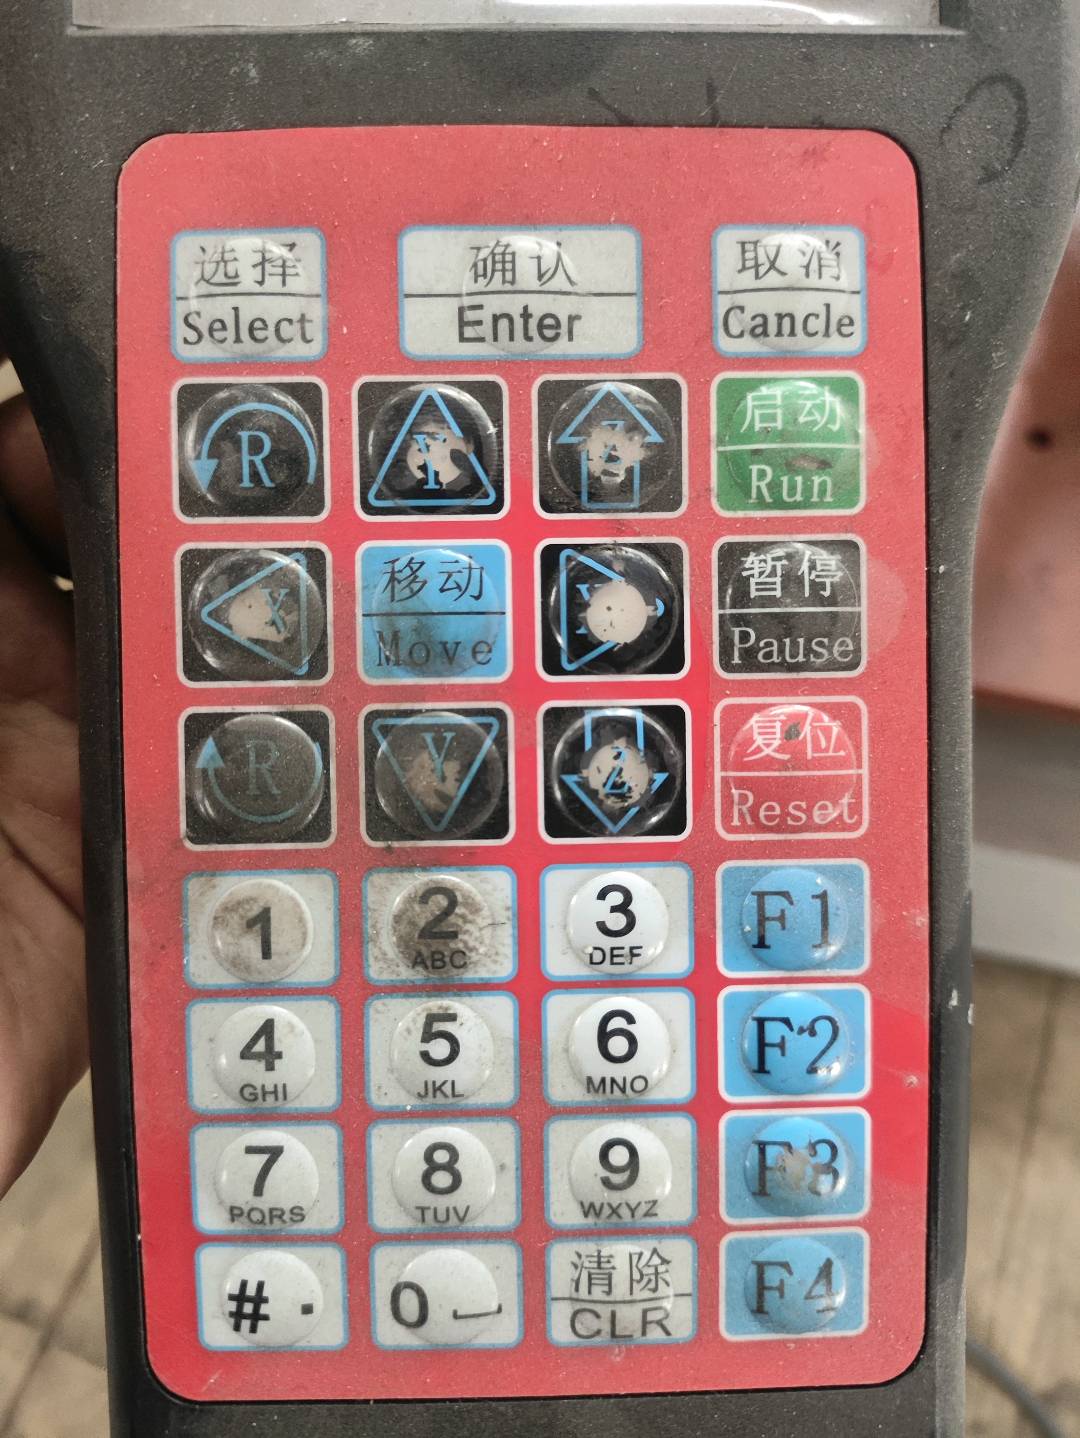 选择
Select
确认
Enter
取消
Cancle
R
Y
Z
启动
Run
X
移动
Move
X
暂停
Pause
R
Y
Z
复位
Reset
1
2
ABC
3
DEF
F1
4
GHI
5
JKL
6
MNO
F2
7
PQRS
8
TUV
9
WXYZ
F3
# .
0
清除
CLR
F4